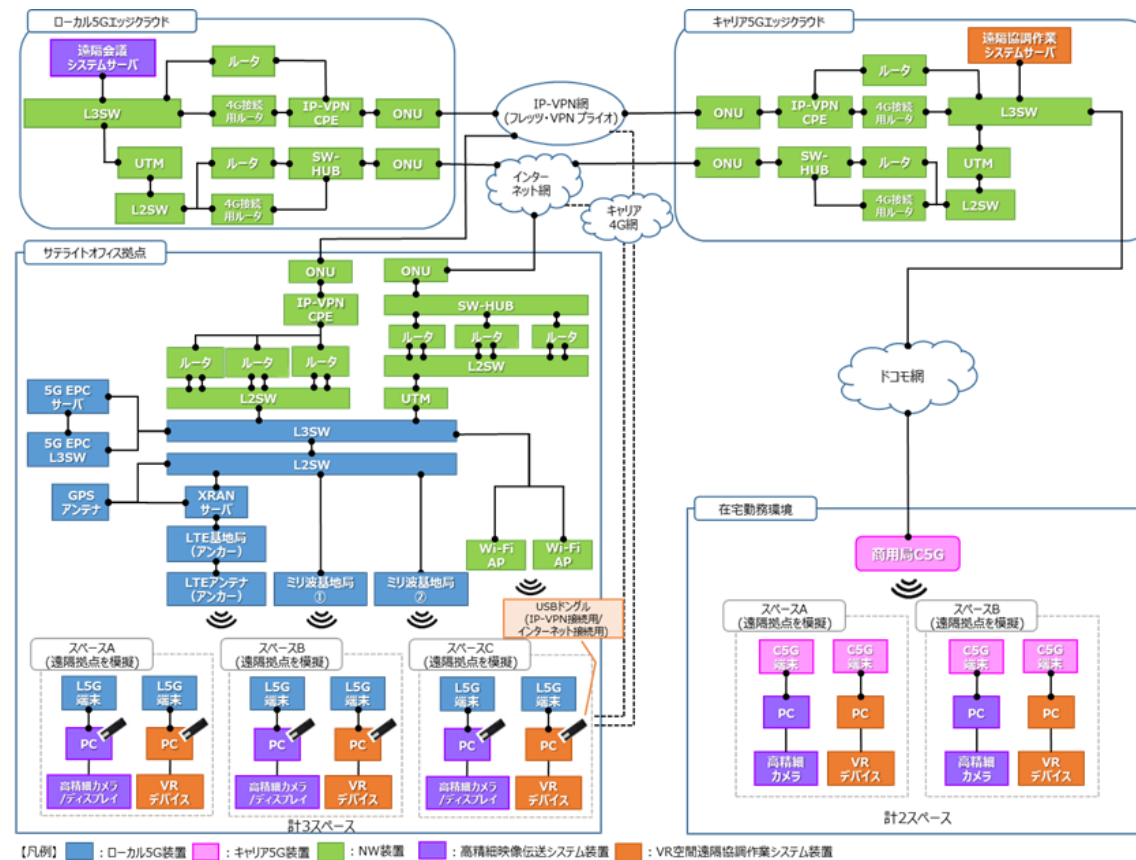 ローカル5Gエッジクラウド
遠隔会議
システムサーバ
ルータ
L3SW
4G接続
用ルータ
IP-VPN
CPE
ONU
UTM
ルータ
SW-
HUB
ONU
L2SW
4G接続
用ルータ
IP-VPN網
(フレッツ・VPN プライオ)
インター
ネット網
キャリア
4G網
キャリア5Gエッジクラウド
遠隔協調作業
システムサーバ
ルータ
ONU
IP-VPN
CPE
4G接続
用ルータ
L3SW
ONU
SW-
HUB
ルータ
UTM
4G接続
用ルータ
L2SW
サテライトオフィス拠点
ONU
ONU
IP-VPN
CPE
SW-HUB
ルータ
ルータ
ルータ
ルータ
ルータ
ルータ
L2SW
L2SW
UTM
5G EPC
サーバ
L3SW
5G EPC
L3SW
L2SW
GPS
アンテナ
XRAN
サーバ
LTE基地局
(アンカー)
Wi-Fi
AP
Wi-Fi
AP
LTEアンテナ
(アンカー)
ミリ波基地局
①
ミリ波基地局
②
USBドングル
(IP-VPN接続用/
インターネット接続用)
スペースA
(遠隔拠点を模擬)
スペースB
(遠隔拠点を模擬)
スペースC
(遠隔拠点を模擬)
L5G
端末
L5G
端末
L5G
端末
L5G
端末
L5G
端末
L5G
端末
PC
PC
PC
PC
PC
PC
高精細カメラ
/ディスプレイ
VR
デバイス
高精細カメラ
/ディスプレイ
VR
デバイス
高精細カメラ
/ディスプレイ
VR
デバイス
計3スペース
ドコモ網
在宅勤務環境
商用局C5G
スペースA
(遠隔拠点を模擬)
スペースB
(遠隔拠点を模擬)
C5G
端末
C5G
端末
C5G
端末
C5G
端末
PC
PC
PC
PC
高精細
カメラ
VR
デバイス
高精細
カメラ
VR
デバイス
計2スペース
【凡例】 :ローカル5G装置 :キャリア5G装置 :NW装置 :高精細映像伝送システム装置 :VR空間遠隔協調作業システム装置